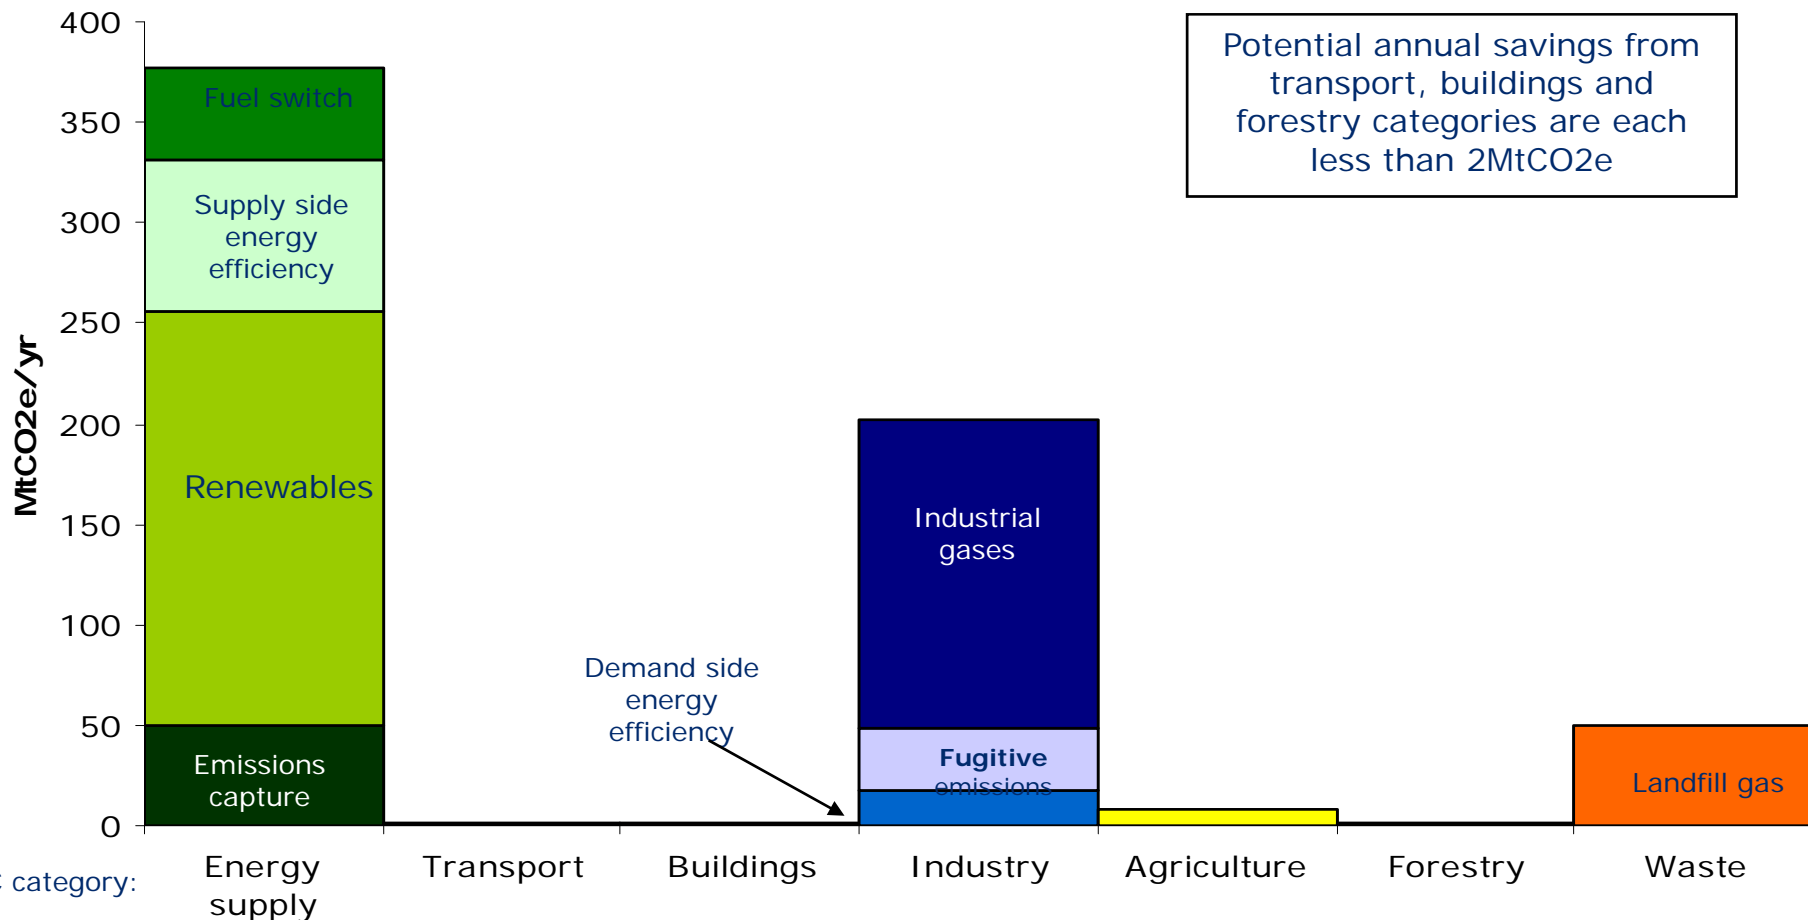 400
350
300
250
200
150
100
50
0
MtCO2e/yr
Fuel switch
Supply side
energy
efficiency
Renewables
Emissions
capture
Demand side
energy
efficiency
Industrial
gases
Fugitive
emissions
Landfill gas
Potential annual savings from
transport, buildings and
forestry categories are each
less than 2MtCO2e
category:
Energy
supply
Transport
Buildings
Industry
Agriculture
Forestry
Waste